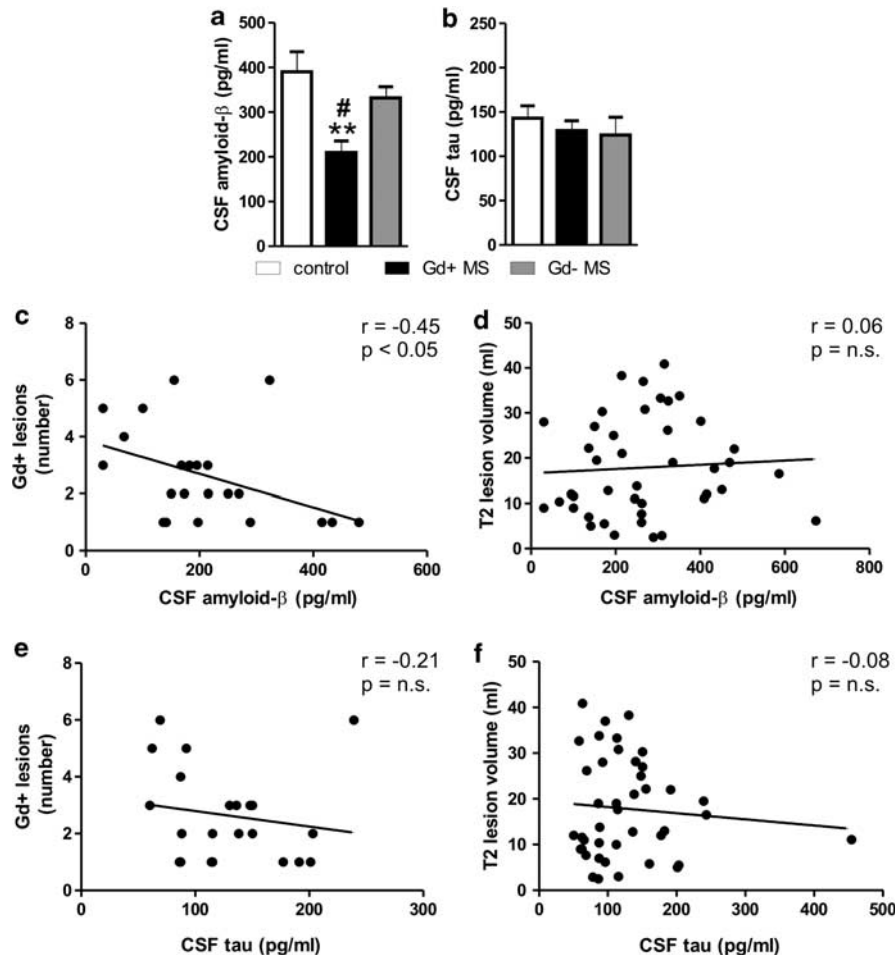 a
CSF amyloid-β (pg/ml)
500
400
300
200
100
0
#
**
b
CSF tau (pg/ml)
250
200
150
100
50
0
control Gd+ MS Gd- MS
c
r = -0.45
p < 0.05
Gd+ lesions
(number)
8
6
4
2
0
0 200 400 600
CSF amyloid-β (pg/ml)
d
r = 0.06
p = n.s.
T2 lesion volume (ml)
50
40
30
20
10
0
0 200 400 600 800
CSF amyloid-β (pg/ml)
e
r = -0.21
p = n.s.
Gd+ lesions
(number)
8
6
4
2
0
0 100 200 300
CSF tau (pg/ml)
f
r = -0.08
p = n.s.
T2 lesion volume (ml)
50
40
30
20
10
0
0 100 200 300 400 500
CSF tau (pg/ml)